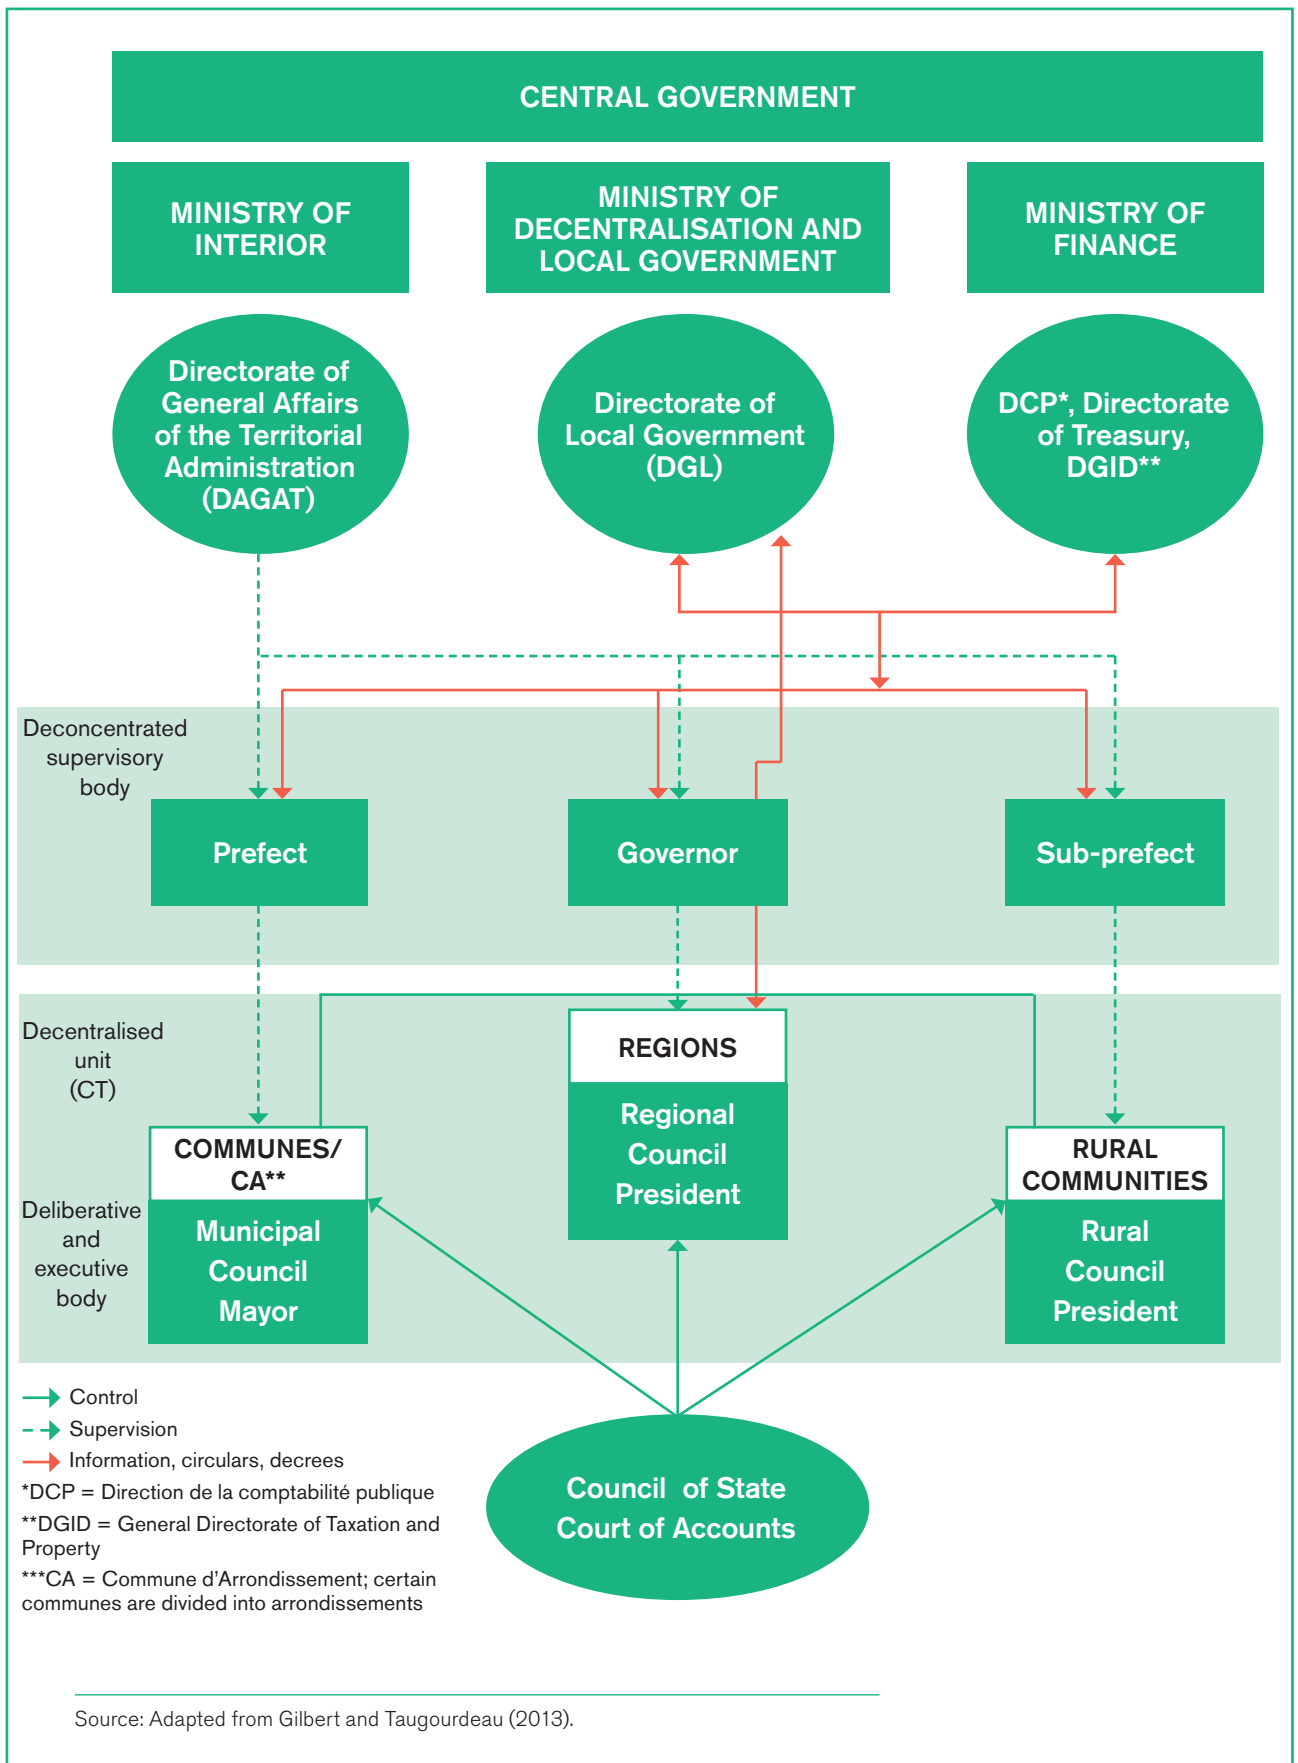 CENTRAL GOVERNMENT
MINISTRY OF
INTERIOR
MINISTRY OF
DECENTRALISATION AND
LOCAL GOVERNMENT
MINISTRY OF
FINANCE
Directorate of
General Affairs
of the Territorial
Administration
(DAGAT)
Directorate of
Local Government
(DGL)
DCP*, Directorate
of Treasury,
DGID**
Deconcentrated
supervisory
body
Prefect
Governor
Sub-prefect
Decentralised
unit
(CT)
REGIONS
Regional
Council
President
COMMUNES/
CA**
RURAL
COMMUNITIES
Deliberative
and
executive
body
Municipal
Council
Mayor
Rural
Council
President
Control
Supervision
Information, circulars, decrees
*DCP = Direction de la comptabilité publique
**DGID = General Directorate of Taxation and
Property
***CA = Commune d'Arrondissement; certain
communes are divided into arrondissements
Council of State
Court of Accounts
Source: Adapted from Gilbert and Taugourdeau (2013).